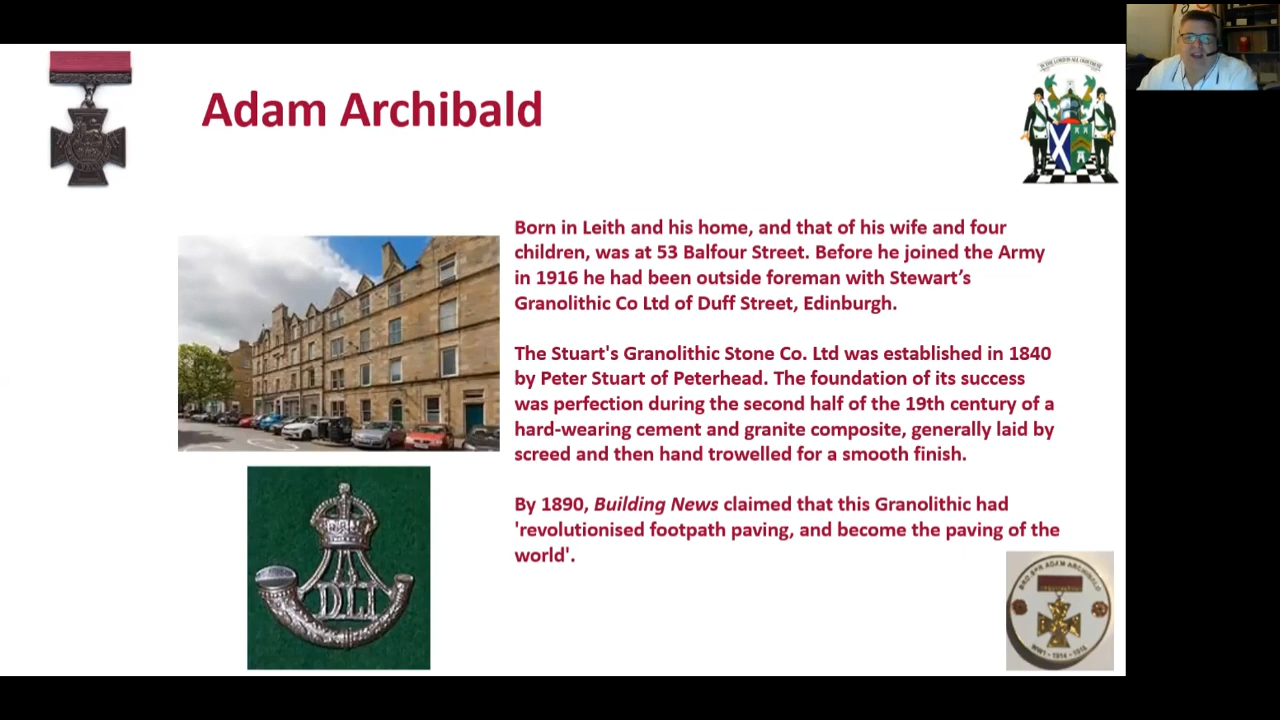 Adam Archibald
Born in Leith and his home, and that of his wife and four
children, was at 53 Balfour Street. Before he joined the Army
in 1916 he had been outside foreman with Stewart’s
Granolithic Co Ltd of Duff Street, Edinburgh.
The Stuart's Granolithic Stone Co. Ltd was established in 1840
by Peter Stuart of Peterhead. The foundation of its success
was perfection during the second half of the 19th century of a
hard-wearing cement and granite composite, generally laid by
screed and then hand trowelled for a smooth finish.
By 1890, Building News claimed that this Granolithic had
'revolutionised footpath paving, and become the paving of the
world'.
DLI
BRO. SPR ADAM ARCHIBALD